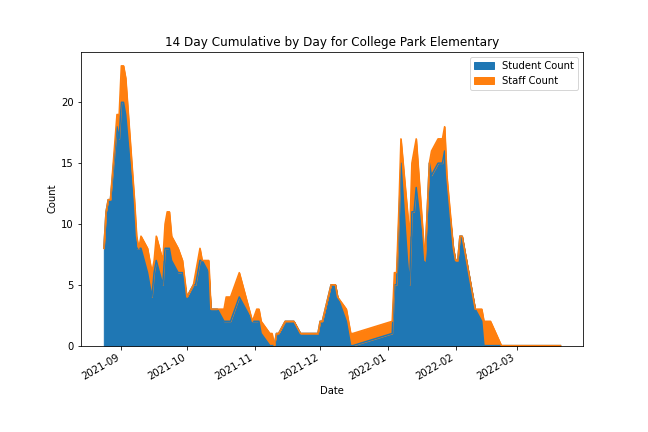 14 Day Cumulative by Day for College Park Elementary
Student Count
Staff Count
Count
20
15
10
5
0
2021-09
2021-10
2021-11
2021-12
2022-01
2022-02
2022-03
Date